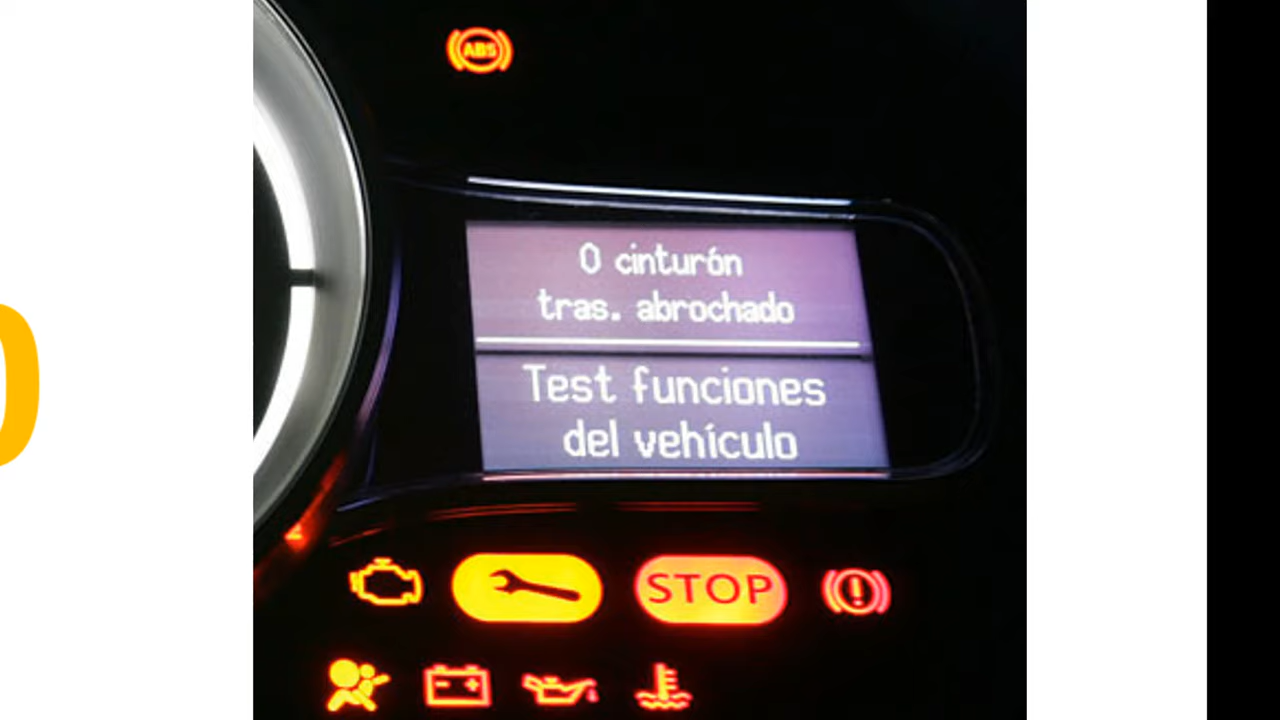 ABS
0 cinturón
tras. abrochado
Test funciones
del vehículo
STOP